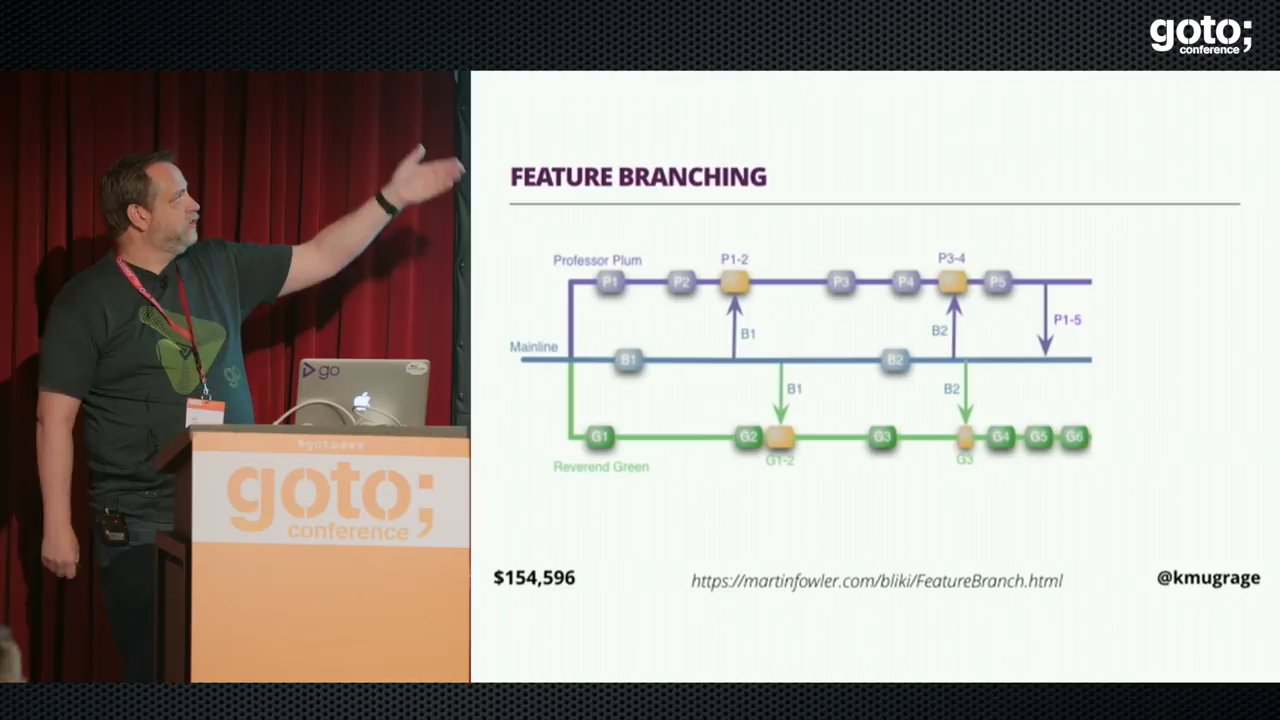 goto;
conference
FEATURE BRANCHING
Professor Plum
P1-2
P3-4
P1
P2
P3
P4
P5
B1
B2
P1-5
Mainline
B1
B2
B1
B2
G1
G2
G3
G4
G5
G6
G1-2
G3
Reverend Green
go
goto;
conference
$154,596
https://martinfowler.com/bliki/FeatureBranch.html
@kmugrage